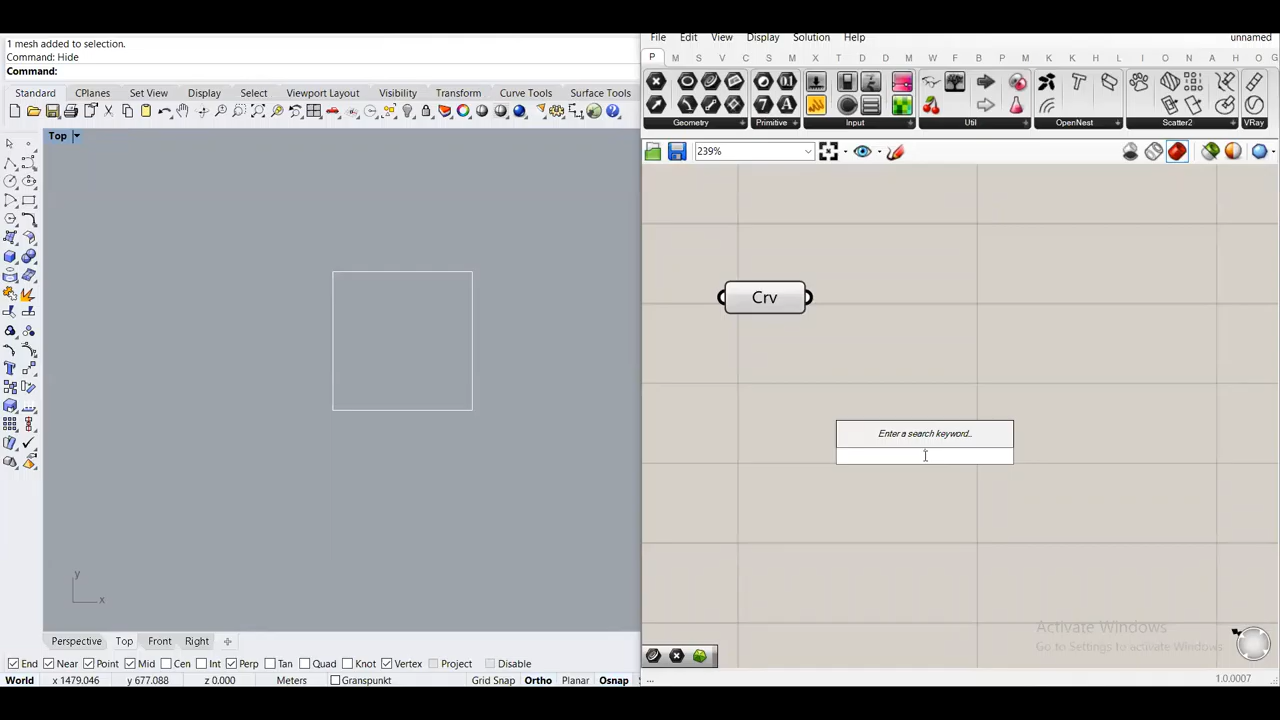 1 mesh added to selection.
Command: Hide
Command:
Standard CPlanes Set View Display Select Viewport Layout Visibility Transform Curve Tools Surface Tools
Top
y
x
Perspective Top Front Right
End Near Point Mid Cen Int Perp Tan Quad Knot Vertex Project Disable
World x 1479.046 y 677.088 z 0.000 Meters Granspunkt Grid Snap Ortho Planar Osnap
File Edit View Display Solution Help unnamed
P M S V C S M I D X T D M W F B P M N A H O G
Geometry Primitive Input Util OpenNest Scatter2 VRay
239%
Crv
Enter a search keyword..
Activate Windows
Go to Settings to activate Windows.
... 1.0.0007